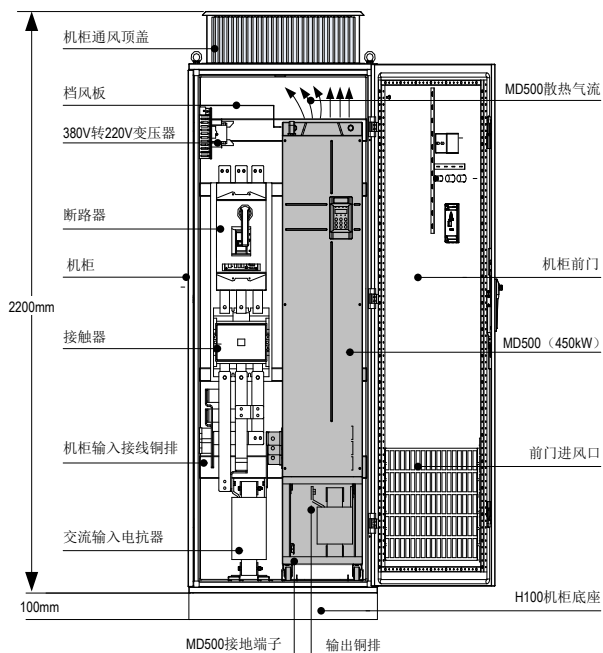 机柜通风顶盖
档风板
380V转220V变压器
断路器
机柜
2200mm
接触器
机柜输入接线铜排
交流输入电抗器
100mm
MD500散热气流
机柜前门
MD500（450kW）
前门进风口
H100机柜底座
MD500接地端子
输出铜排